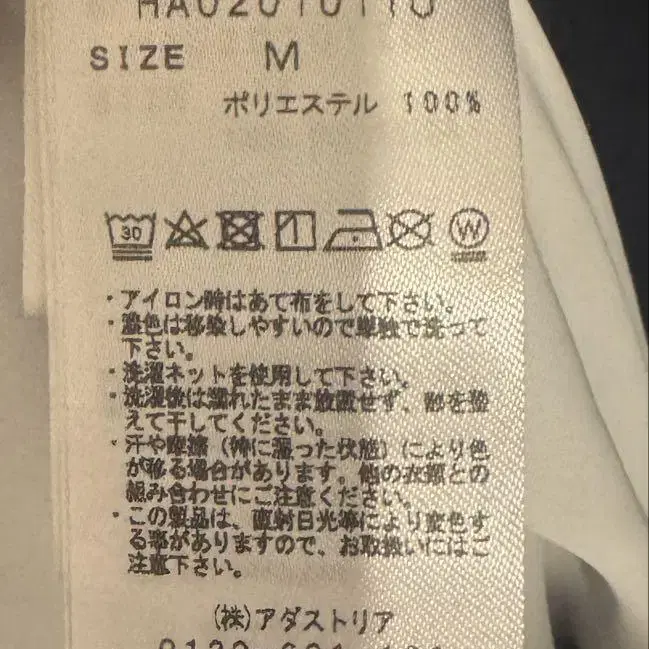 SIZE M
ポリエステル 100%
30
W
・アイロン時はあて布をして下さい。
・濃色は移染しやすいので単独で洗って
下さい。
・洗濯ネットを使用して下さい。
・洗濯後は濡れたまま放置せず、形を整
えて干してください。
・汗や摩擦(特に湿った状態)により色
が移る場合があります。他の衣類との
組み合わせにご注意ください。
・この製品は、直射日光等により変色す
る事がありますので、お取扱いにはご
注意下さい。
(株)アダストリア